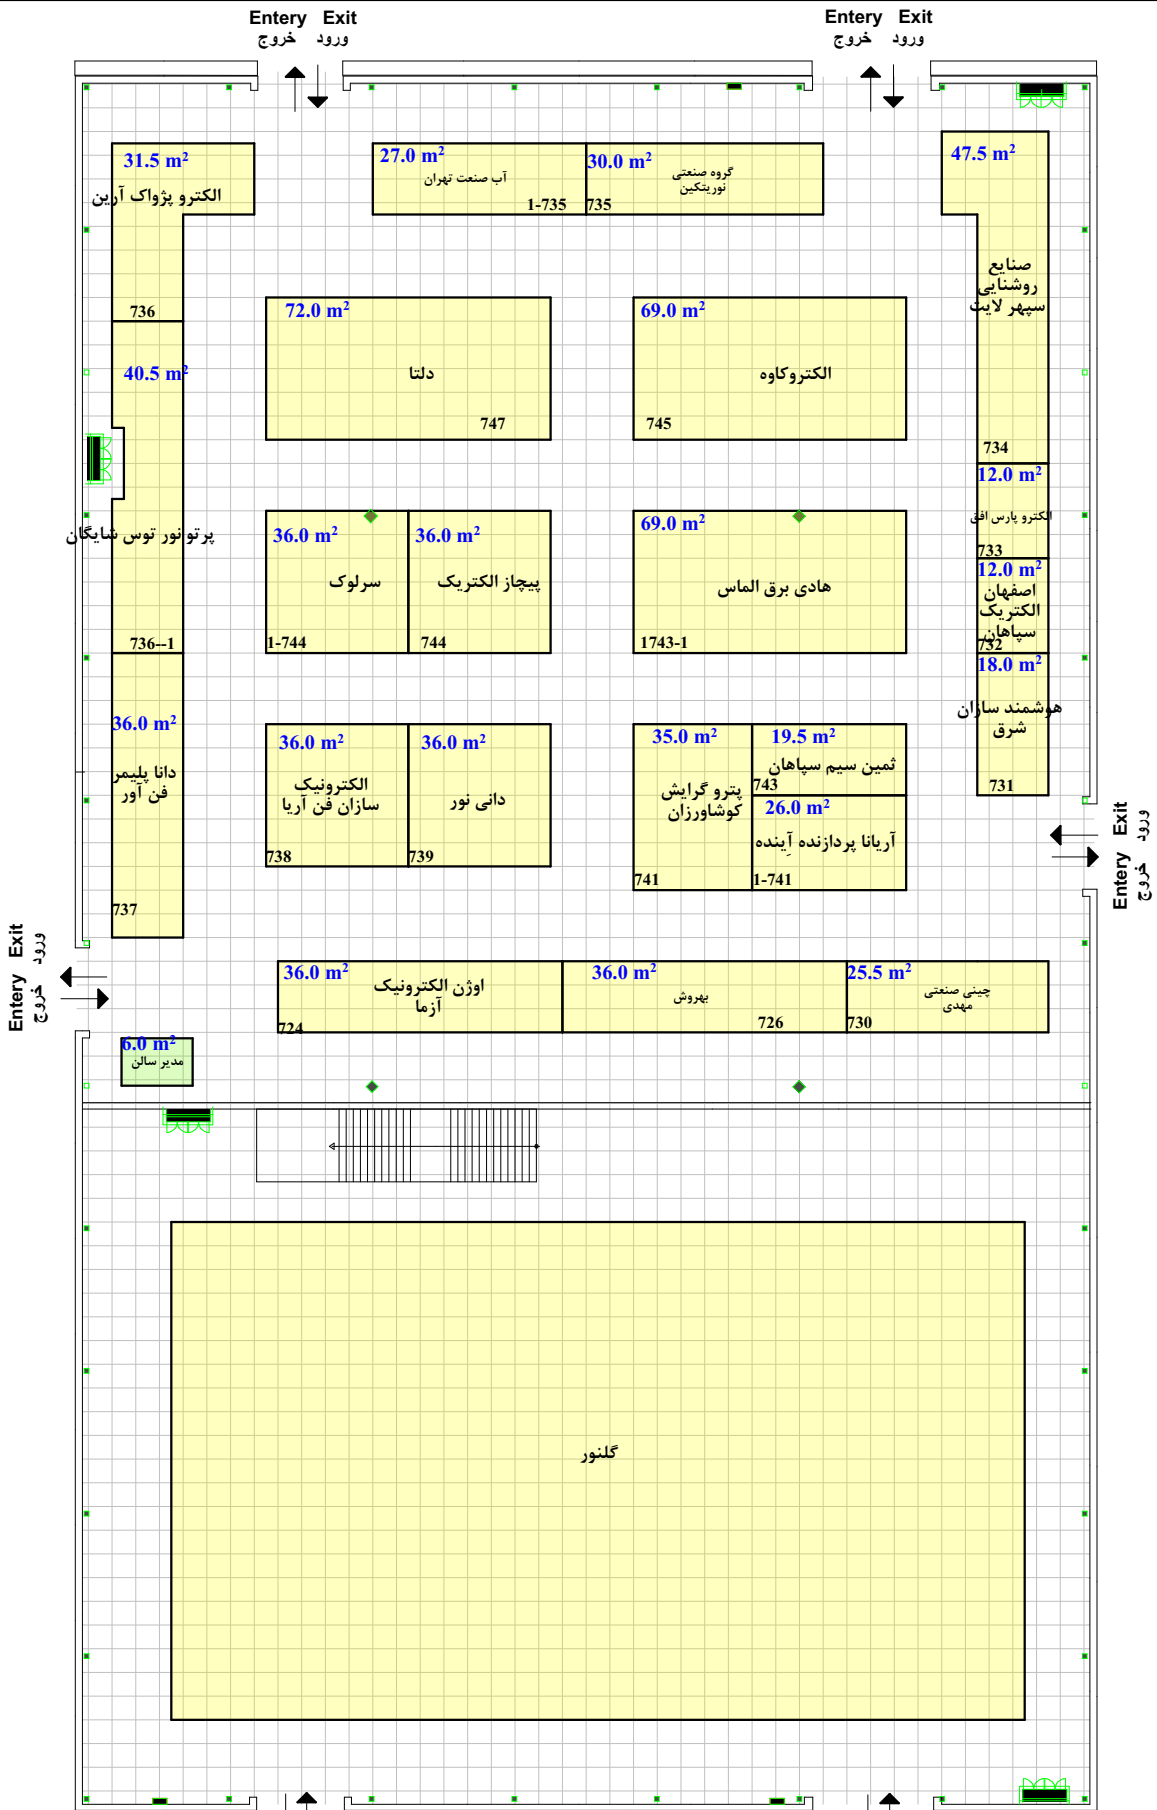 Entery Exit
خروج ورود
Entery Exit
خروج ورود
31.5 m²
الکترو پژواک آرین
736
27.0 m²
آب صنعت تهران
1-735
30.0 m²
گروه صنعتی
نوریتکین
735
47.5 m²
صنایع
روشنایی
سپهر لایت
734
40.5 m²
پرتو نور توس شایگان
736--1
72.0 m²
دلتا
747
69.0 m²
الکتروکاوه
745
12.0 m²
الکترو پارس افق
733
36.0 m²
سرلوک
1-744
36.0 m²
پیچاز الکتریک
744
69.0 m²
هادی برق الماس
1743-1
12.0 m²
اصفهان
الکتریک
سپاهان
732
18.0 m²
هوشمند سازان
شرق
731
36.0 m²
دانا پلیمر
فن آور
737
36.0 m²
الکترونیک
سازان فن آریا
738
36.0 m²
دانی نور
739
35.0 m²
پترو گرایش
کوشاورزان
741
19.5 m²
ثمین سیم سپاهان
743
26.0 m²
آریانا پردازنده آینده
1-741
Entery Exit
خروج ورود
Entery Exit
خروج ورود
36.0 m²
اوژن الکترونیک
آزما
724
36.0 m²
بهروش
726
25.5 m²
چینی صنعتی
مهدی
730
6.0 m²
مدیر سالن
گلنور